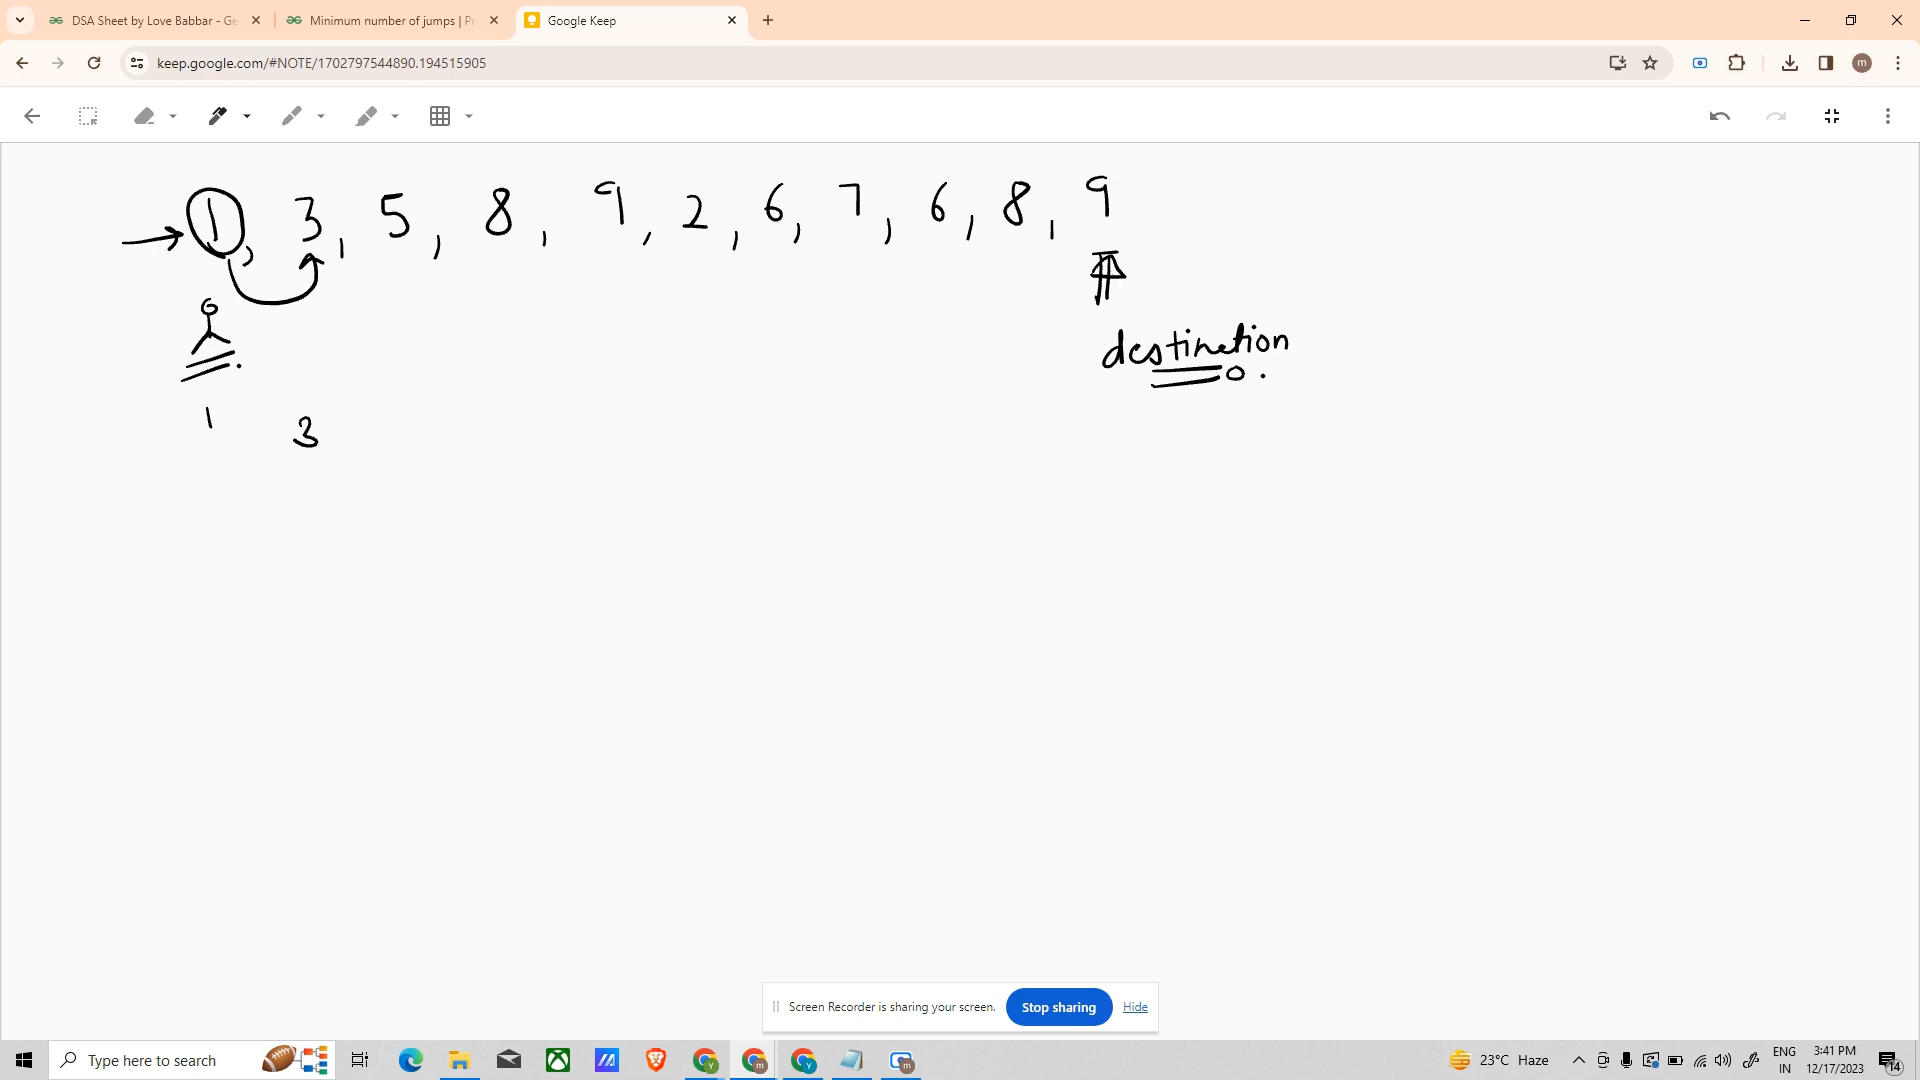 DSA Sheet by Love Babbar - Ge
Minimum number of jumps | Pr
Google Keep
keep.google.com/#NOTE/1702797544890.194515905
m
1, 3, 5, 8, 9, 2, 6, 7, 6, 8, 9
destination
1 3
Screen Recorder is sharing your screen.
Stop sharing
Hide
Type here to search
23°C Haze
ENG
IN
3:41 PM
12/17/2023
14